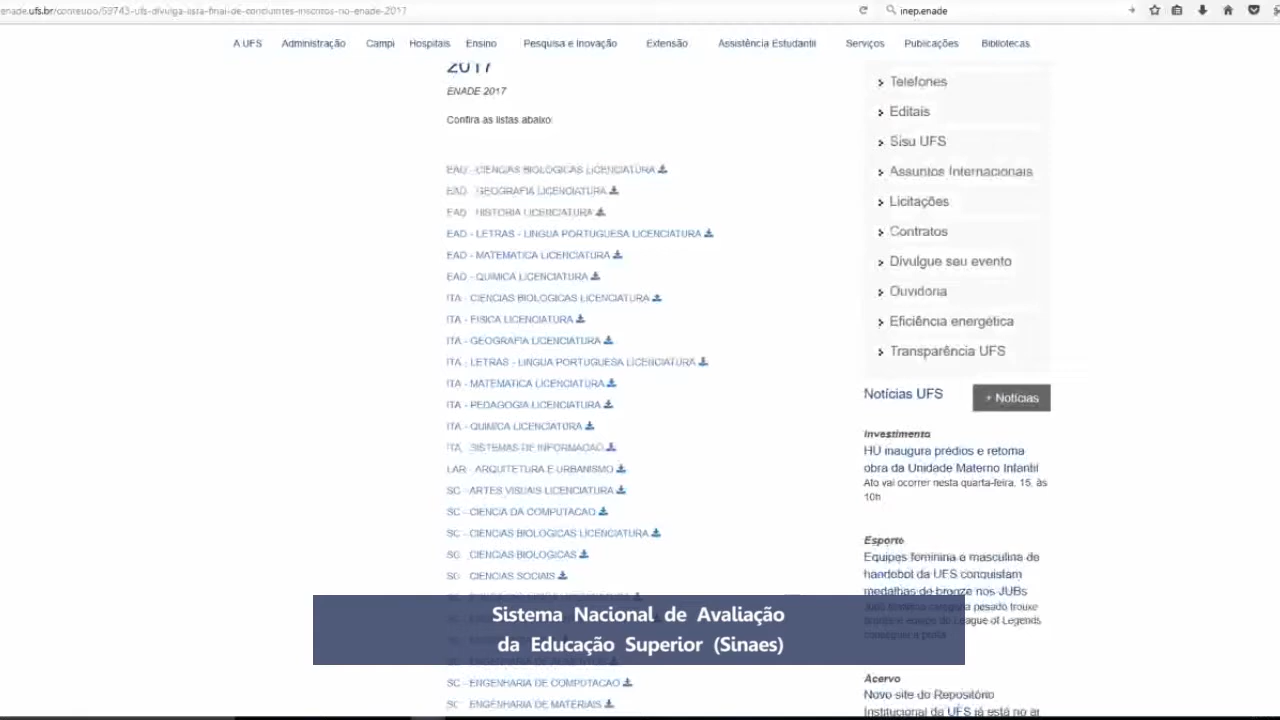 enade.ufs.br/conteudo/59743-ufs-divulga-lista-final-de-concluintes-inscritos-no-enade-2017
inep.enade
A UFS Administração Campi Hospitais Ensino Pesquisa e Inovação Extensão Assistência Estudantil Serviços Publicações Bibliotecas
2017
ENADE 2017
Confira as listas abaixo:
EAD - CIENCIAS BIOLOGICAS LICENCIATURA
EAD - GEOGRAFIA LICENCIATURA
EAD - HISTORIA LICENCIATURA
EAD - LETRAS - LINGUA PORTUGUESA LICENCIATURA
EAD - MATEMATICA LICENCIATURA
EAD - QUIMICA LICENCIATURA
ITA - CIENCIAS BIOLOGICAS LICENCIATURA
ITA - FISICA LICENCIATURA
ITA - GEOGRAFIA LICENCIATURA
ITA - LETRAS - LINGUA PORTUGUESA LICENCIATURA
ITA - MATEMATICA LICENCIATURA
ITA - PEDAGOGIA LICENCIATURA
ITA - QUIMICA LICENCIATURA
ITA - SISTEMAS DE INFORMACAO
LAR - ARQUITETURA E URBANISMO
SC - ARTES VISUAIS LICENCIATURA
SC - CIENCIA DA COMPUTACAO
SC - CIENCIAS BIOLOGICAS LICENCIATURA
SC - CIENCIAS BIOLOGICAS
SC - CIENCIAS SOCIAIS
SC - ENGENHARIA DE COMPUTACAO
SC - ENGENHARIA DE MATERIAIS
Telefones
Editais
Sisu UFS
Assuntos Internacionais
Licitações
Contratos
Divulgue seu evento
Ouvidoria
Eficiência energética
Transparência UFS
Notícias UFS
+ Notícias
Investimento
HU inaugura prédios e retoma
obra da Unidade Materno Infantil
Ato vai ocorrer nesta quarta-feira, 15, às
10h
Esporte
Equipes feminina e masculina de
handebol da UFS conquistam
medalhas de bronze nos JUBs
League of Legends
Acervo
Novo site do Repositório
Institucional da UFS já está no ar
Sistema Nacional de Avaliação
da Educação Superior (Sinaes)